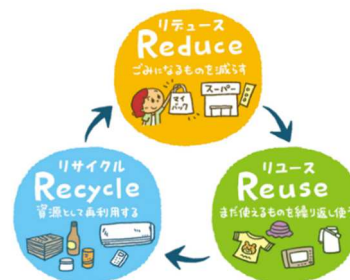 リデュース
Reduce
ごみになるものを減らす
マイ
バック
スーパー
リユース
Reuse
まだ使えるものを繰り返し使う
リサイクル
Recycle
資源として再利用する